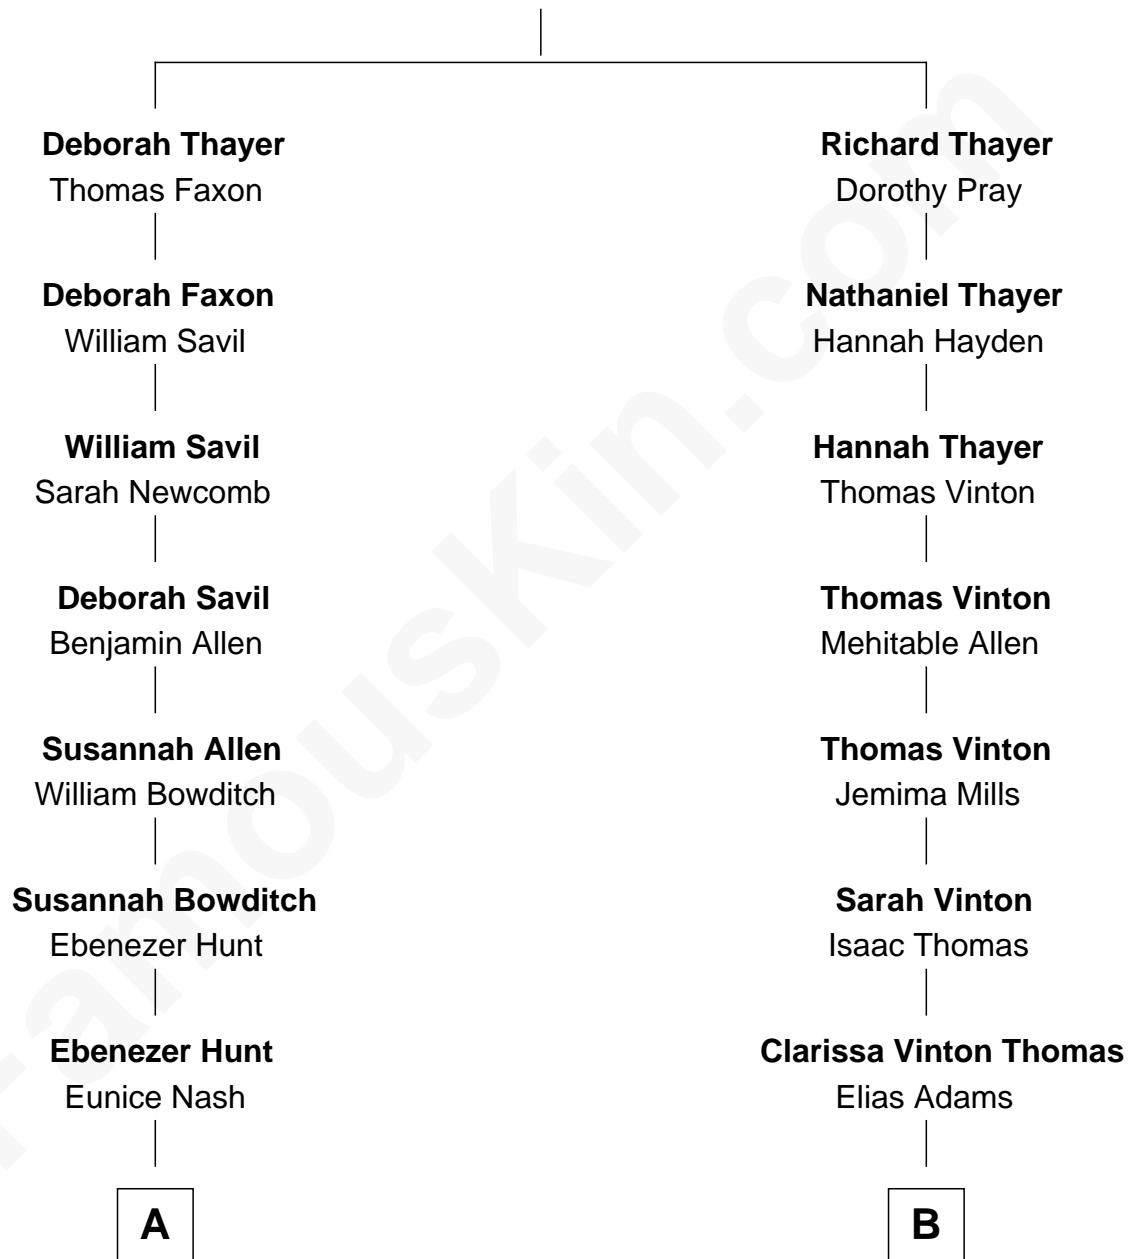 Deborah Thayer
Thomas Faxon
Deborah Faxon
William Savil
William Savil
Sarah Newcomb
Deborah Savil
Benjamin Allen
Susannah Allen
William Bowditch
Susannah Bowditch
Ebenezer Hunt
Ebenezer Hunt
Eunice Nash
A
Richard Thayer
Dorothy Pray
Nathaniel Thayer
Hannah Hayden
Hannah Thayer
Thomas Vinton
Thomas Vinton
Mehitable Allen
Thomas Vinton
Jemima Mills
Sarah Vinton
Isaac Thomas
Clarissa Vinton Thomas
Elias Adams
B
FamousKin.com